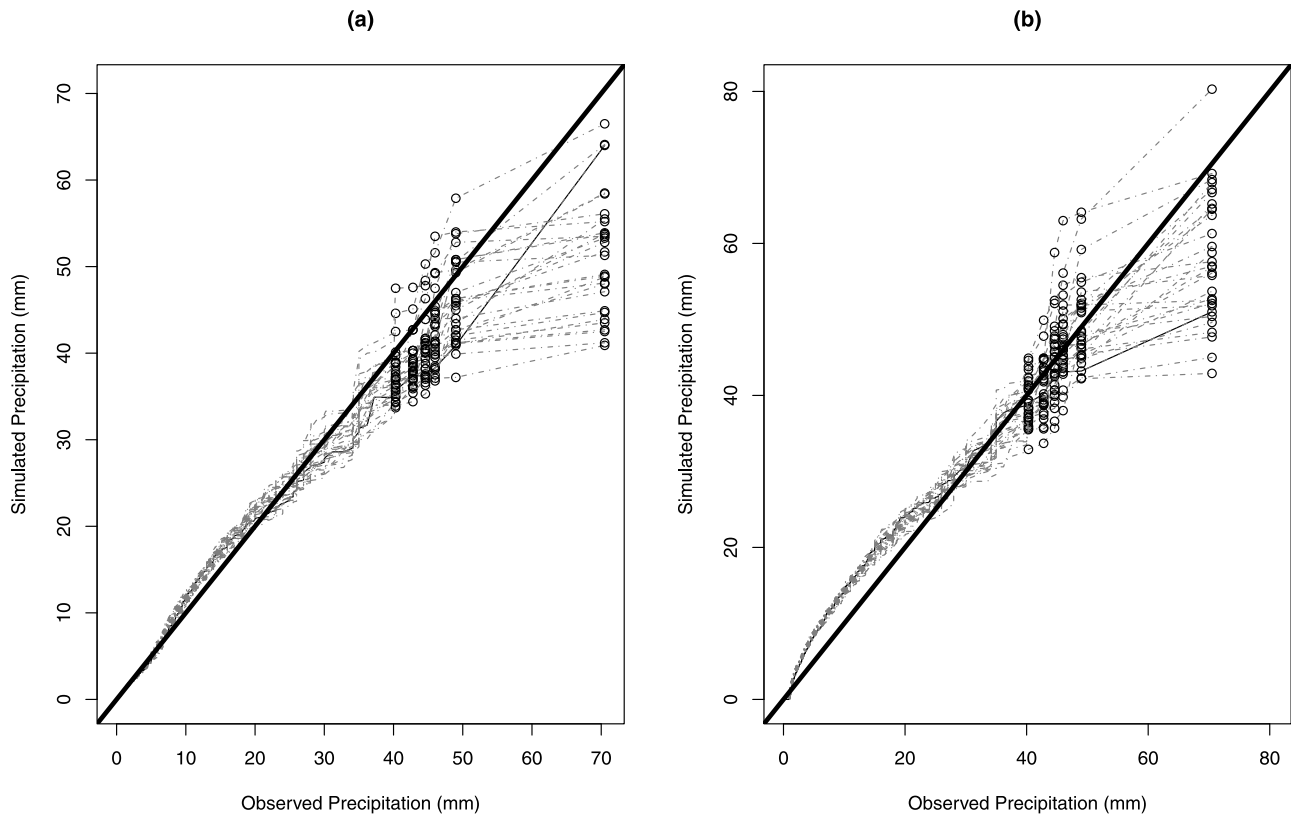 (a)
Simulated Precipitation (mm)
70
60
50
40
30
20
10
0
0 10 20 30 40 50 60 70
Observed Precipitation (mm)
(b)
Simulated Precipitation (mm)
80
60
40
20
0
0 20 40 60 80
Observed Precipitation (mm)